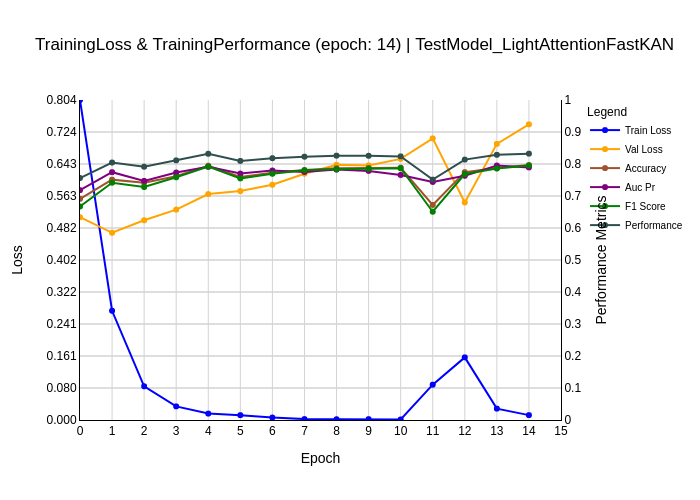 TrainingLoss & TrainingPerformance (epoch: 14) | TestModel_LightAttentionFastKAN
0.804
0.724
0.643
0.563
0.482
0.402
0.322
0.241
0.161
0.080
0.000
Loss
0 1 2 3 4 5 6 7 8 9 10 11 12 13 14 15
Epoch
1
0.9
0.8
0.7
0.6
0.5
0.4
0.3
0.2
0.1
0
Performance Metrics
Legend
Train Loss
Val Loss
Accuracy
Auc Pr
F1 Score
Performance